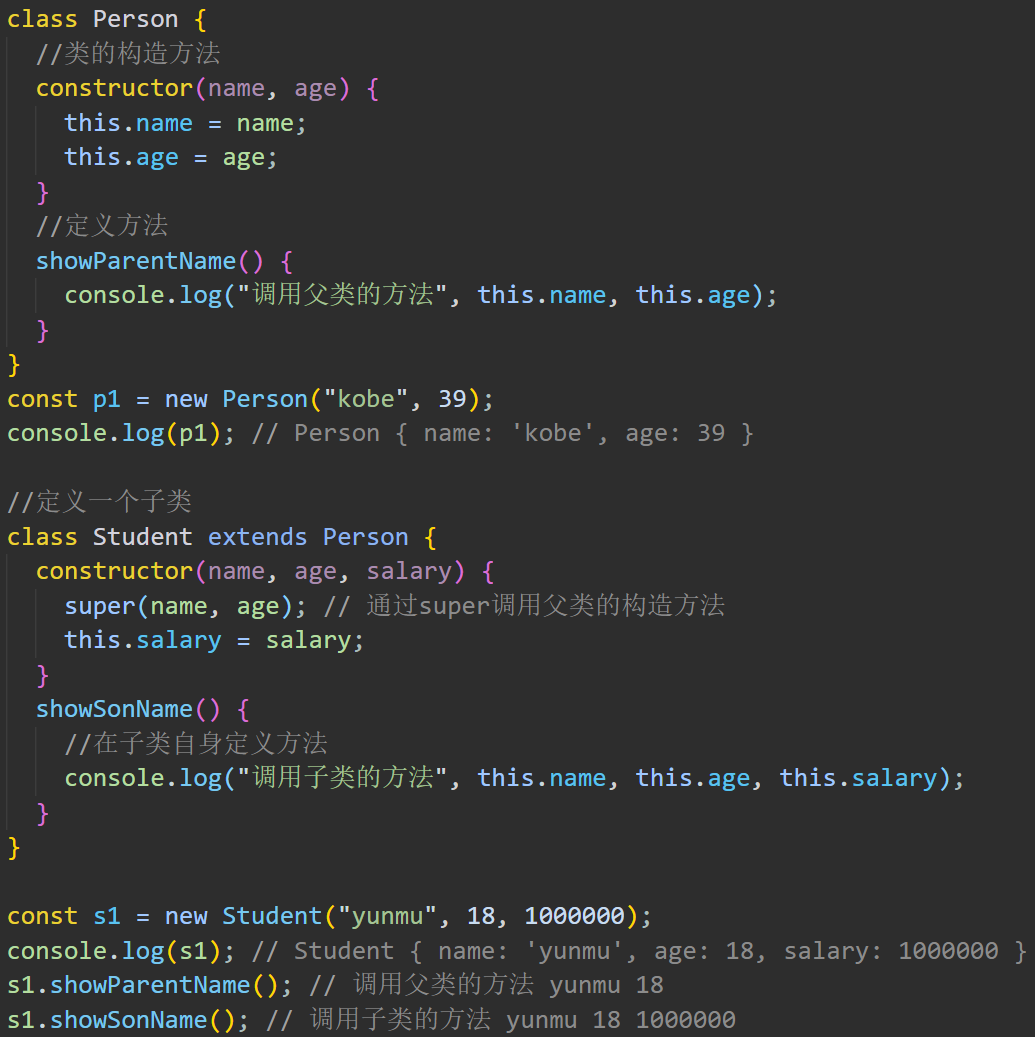 class Person {
  //类的构造方法
  constructor(name, age) {
    this.name = name;
    this.age = age;
  }
  //定义方法
  showParentName() {
    console.log("调用父类的方法", this.name, this.age);
  }
}
const p1 = new Person("kobe", 39);
console.log(p1); // Person { name: 'kobe', age: 39 }

//定义一个子类
class Student extends Person {
  constructor(name, age, salary) {
    super(name, age); // 通过super调用父类的构造方法
    this.salary = salary;
  }
  showSonName() {
    //在子类自身定义方法
    console.log("调用子类的方法", this.name, this.age, this.salary);
  }
}

const s1 = new Student("yunmu", 18, 1000000);
console.log(s1); // Student { name: 'yunmu', age: 18, salary: 1000000 }
s1.showParentName(); // 调用父类的方法 yunmu 18
s1.showSonName(); // 调用子类的方法 yunmu 18 1000000